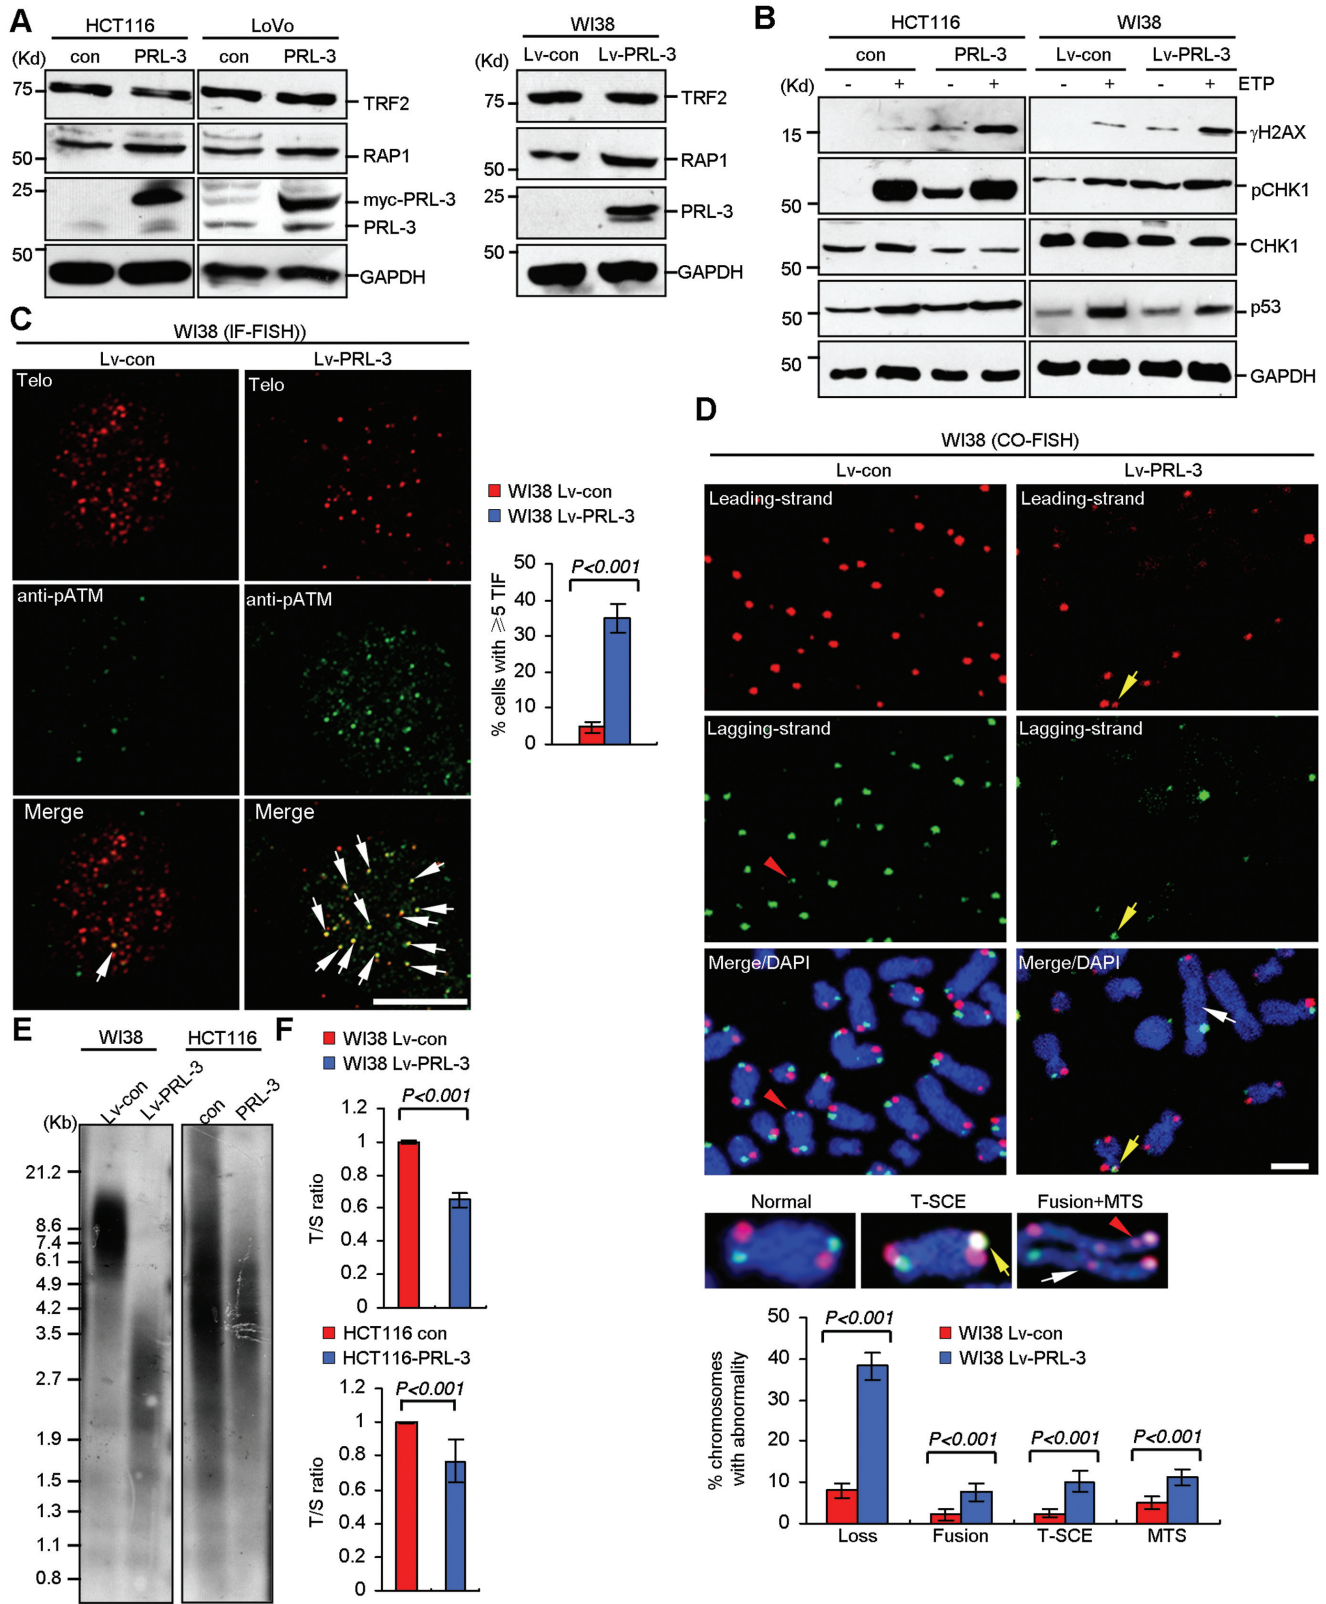 A
HCT116 LoVo
(Kd) con PRL-3 con PRL-3
75 TRF2
50 RAP1
25 myc-PRL-3
PRL-3
50 GAPDH
WI38
(Kd) Lv-con Lv-PRL-3
75 TRF2
50 RAP1
25 PRL-3
50 GAPDH
B
HCT116 WI38
con PRL-3 Lv-con Lv-PRL-3
(Kd) - + - + - + - + ETP
15 γH2AX
50 pCHK1
50 CHK1
50 p53
50 GAPDH
C
WI38 (IF-FISH))
Lv-con Lv-PRL-3
Telo Telo
anti-pATM anti-pATM
Merge Merge
WI38 Lv-con
WI38 Lv-PRL-3
P<0.001
% cells with ⩾5 TIF
50
40
30
20
10
0
D
WI38 (CO-FISH)
Lv-con Lv-PRL-3
Leading-strand Leading-strand
Lagging-strand Lagging-strand
Merge/DAPI Merge/DAPI
Normal T-SCE Fusion+MTS
% chromosomes
with abnormality
50
40
30
20
10
0
WI38 Lv-con
WI38 Lv-PRL-3
P<0.001
P<0.001 P<0.001 P<0.001
Loss Fusion T-SCE MTS
E
WI38 HCT116
(Kb) Lv-con Lv-PRL-3 con PRL-3
21.2
8.6
7.4
6.1
4.9
4.2
3.5
2.7
1.9
1.5
1.3
1.1
0.8
F
WI38 Lv-con
WI38 Lv-PRL-3
P<0.001
T/S ratio
1.2
1
0.8
0.6
0.4
0.2
0
HCT116 con
HCT116-PRL-3
P<0.001
T/S ratio
1.2
1
0.8
0.6
0.4
0.2
0